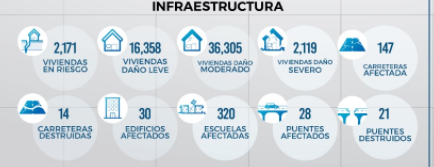 INFRAESTRUCTURA
2,171
VIVIENDAS
EN RIESGO
16,358
VIVIENDAS
DAÑO LEVE
36,305
VIVIENDAS DAÑO
MODERADO
2,119
VIVIENDAS DAÑO
SEVERO
147
CARRETERAS
AFECTADA
14
CARRETERAS
DESTRUIDAS
30
EDIFICIOS
AFECTADOS
320
ESCUELAS
AFECTADAS
28
PUENTES
AFECTADOS
21
PUENTES
DESTRUIDOS